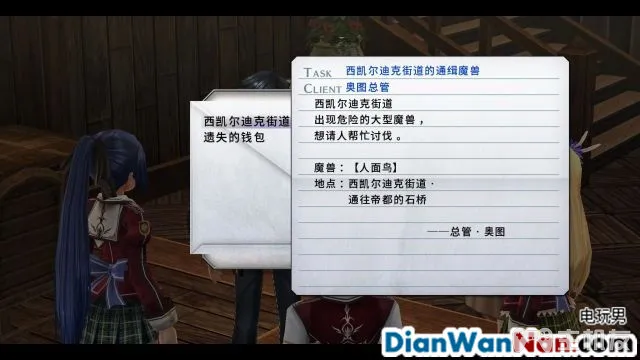 TASK 西凯尔迪克街道的通缉魔兽
CLIENT 奥图总管
西凯尔迪克街道
出现危险的大型魔兽，
想请人帮忙讨伐。
魔兽：【人面鸟】
地点：西凯尔迪克街道·
通往帝都的石桥
——总管·奥图
西凯尔迪克街道
遗失的钱包
电玩男
DianWanNan.com